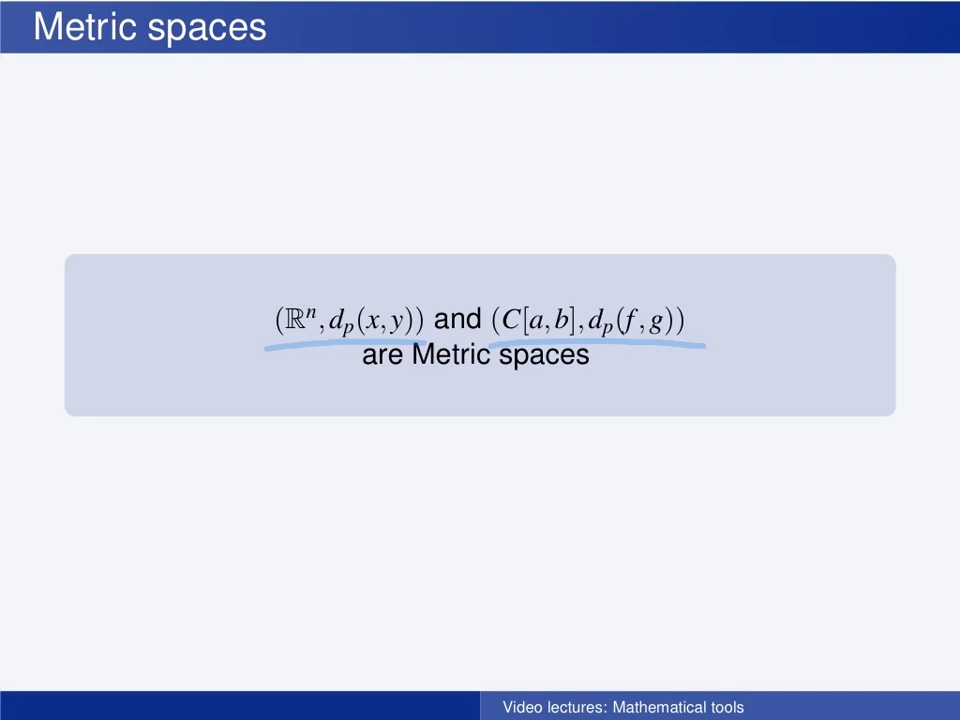 Metric spaces
(ℝⁿ, dₚ(x, y)) and (C[a, b], dₚ(f, g))
are Metric spaces
Video lectures: Mathematical tools